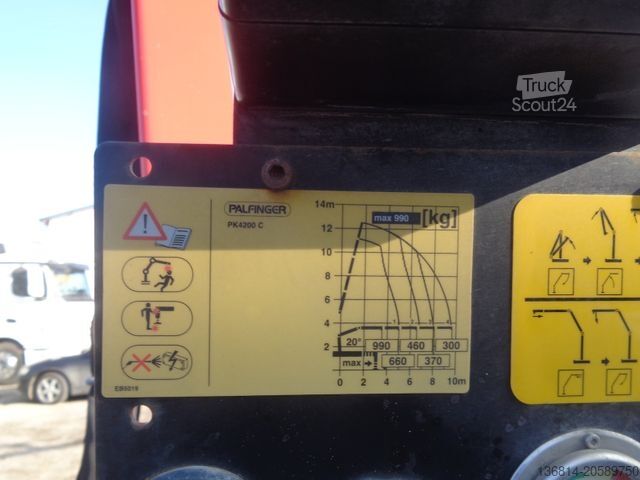 Truck
Scout24
PALFINGER
PK4200 C
EB5019
14m
max 990 [kg]
12
10
8
6
4
2
20° 990 460 300
max 660 370
0 2 4 6 8 10m
136814-20589750